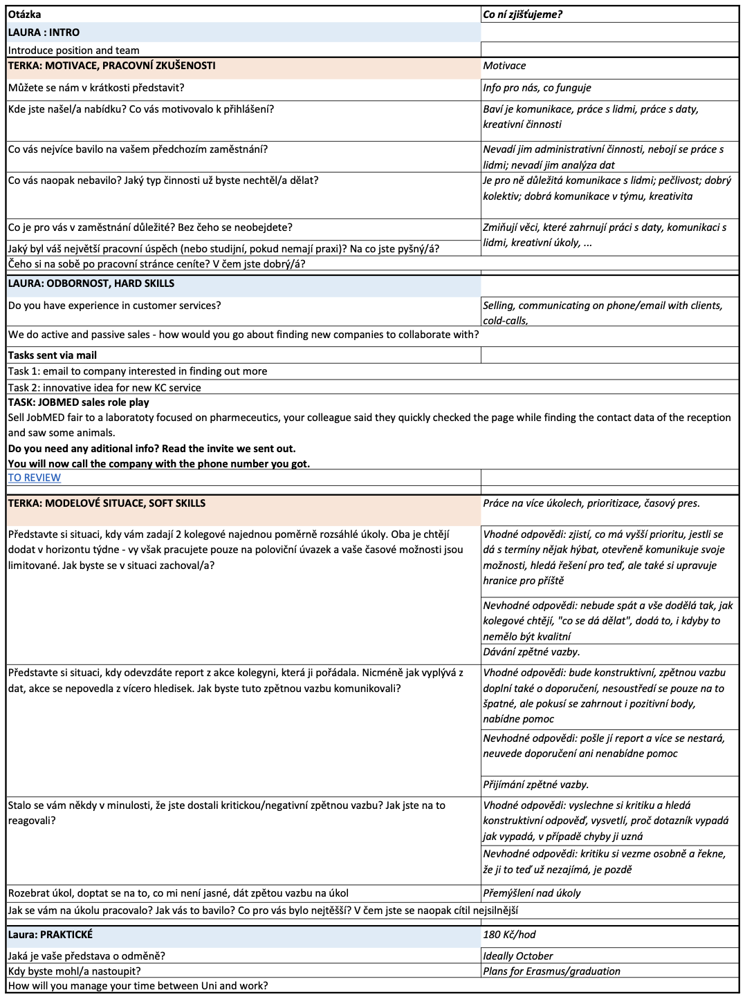 Otázka
Co ní zjišťujeme?
LAURA : INTRO
Introduce position and team
TERKA: MOTIVACE, PRACOVNÍ ZKUŠENOSTI
Motivace
Můžete se nám v krátkosti představit?
Info pro nás, co funguje
Kde jste našel/a nabídku? Co vás motivovalo k přihlášení?
Baví je komunikace, práce s lidmi, práce s daty,
kreativní činnosti
Co vás nejvíce bavilo na vašem předchozím zaměstnání?
Nevadí jim administrativní činnosti, nebojí se práce s
lidmi; nevadí jim analýza dat
Co vás naopak nebavilo? Jaký typ činnosti už byste nechtěl/a dělat?
Je pro ně důležitá komunikace s lidmi; pečlivost; dobrý
kolektiv; dobrá komunikace v týmu, kreativita
Co je pro vás v zaměstnání důležité? Bez čeho se neobejdete?
Zmiňují věci, které zahrnují práci s daty, komunikaci s
lidmi, kreativní úkoly, ...
Jaký byl váš největší pracovní úspěch (nebo studijní, pokud nemají praxi)? Na co jste pyšný/á?
Čeho si na sobě po pracovní stránce ceníte? V čem jste dobrý/á?
LAURA: ODBORNOST, HARD SKILLS
Do you have experience in customer services?
Selling, communicating on phone/email with clients,
cold-calls,
We do active and passive sales - how would you go about finding new companies to collaborate with?
Tasks sent via mail
Task 1: email to company interested in finding out more
Task 2: innovative idea for new KC service
TASK: JOBMED sales role play
Sell JobMED fair to a laboratoty focused on pharmeceutics, your colleague said they quickly checked the page while finding the contact data of the reception
and saw some animals.
Do you need any aditional info? Read the invite we sent out.
You will now call the company with the phone number you got.
TO REVIEW
TERKA: MODELOVÉ SITUACE, SOFT SKILLS
Práce na více úkolech, prioritizace, časový pres.
Představte si situaci, kdy vám zadají 2 kolegové najednou poměrně rozsáhlé úkoly. Oba je chtějí
dodat v horizontu týdne - vy však pracujete pouze na poloviční úvazek a vaše časové možnosti jsou
limitované. Jak byste se v situaci zachoval/a?
Vhodné odpovědi: zjistí, co má vyšší prioritu, jestli se
dá s termíny nějak hýbat, otevřeně komunikuje svoje
možnosti, hledá řešení pro teď, ale také si upravuje
hranice pro příště
Nevhodné odpovědi: nebude spát a vše dodělá tak, jak
kolegové chtějí, "co se dá dělat", dodá to, i kdyby to
nemělo být kvalitní
Dávání zpětné vazby.
Představte si situaci, kdy odevzdáte report z akce kolegyni, která ji pořádala. Nicméně jak vyplývá z
dat, akce se nepovedla z vícero hledisek. Jak byste tuto zpětnou vazbu komunikovali?
Vhodné odpovědi: bude konstruktivní, zpětnou vazbu
doplní také o doporučení, nesoustředí se pouze na to
špatné, ale pokusí se zahrnout i pozitivní body,
nabídne pomoc
Nevhodné odpovědi: pošle jí report a více se nestará,
neuvede doporučení ani nenabídne pomoc
Přijímání zpětné vazby.
Stalo se vám někdy v minulosti, že jste dostali kritickou/negativní zpětnou vazbu? Jak jste na to
reagovali?
Vhodné odpovědi: vyslechne si kritiku a hledá
konstruktivní odpověď, vysvetlí, proč dotazník vypadá
jak vypadá, v případě chyby ji uzná
Nevhodné odpovědi: kritiku si vezme osobně a řekne,
že ji to teď už nezajímá, je pozdě
Rozebrat úkol, doptat se na to, co mi není jasné, dát zpětou vazbu na úkol
Přemýšlení nad úkoly
Jak se vám na úkolu pracovalo? Jak vás to bavilo? Co pro vás bylo nejtěšší? V čem jste se naopak cítil nejsilnější
Laura: PRAKTICKÉ
180 Kč/hod
Jaká je vaše představa o odměně?
Ideally October
Kdy byste mohl/a nastoupit?
Plans for Erasmus/graduation
How will you manage your time between Uni and work?